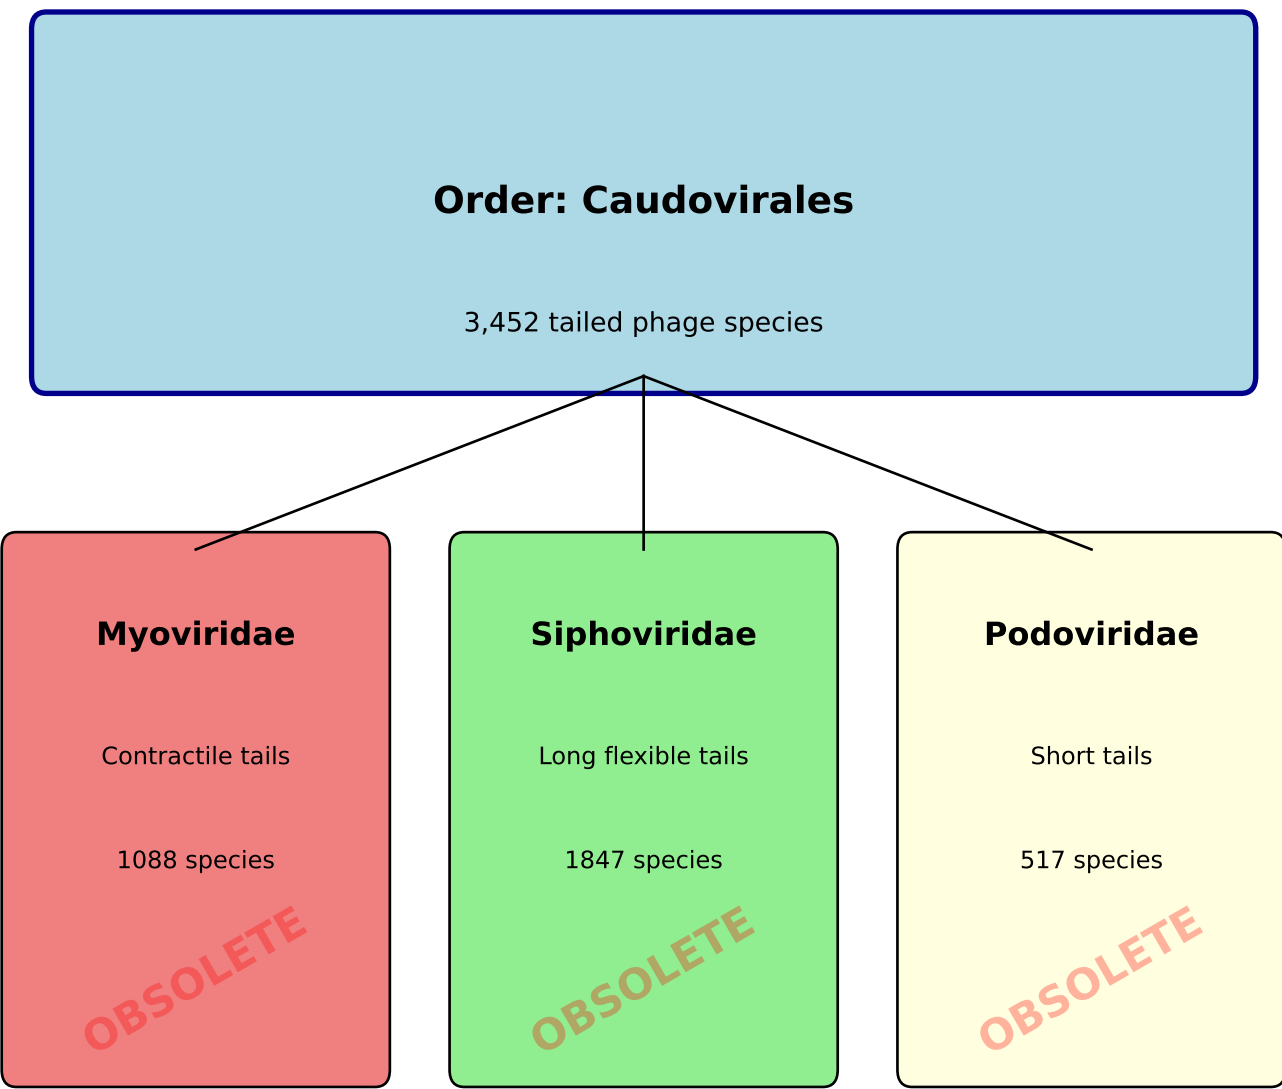 Order: Caudovirales
3,452 tailed phage species
Myoviridae
Contractile tails
1088 species
OBSOLETE
Siphoviridae
Long flexible tails
1847 species
OBSOLETE
Podoviridae
Short tails
517 species
OBSOLETE